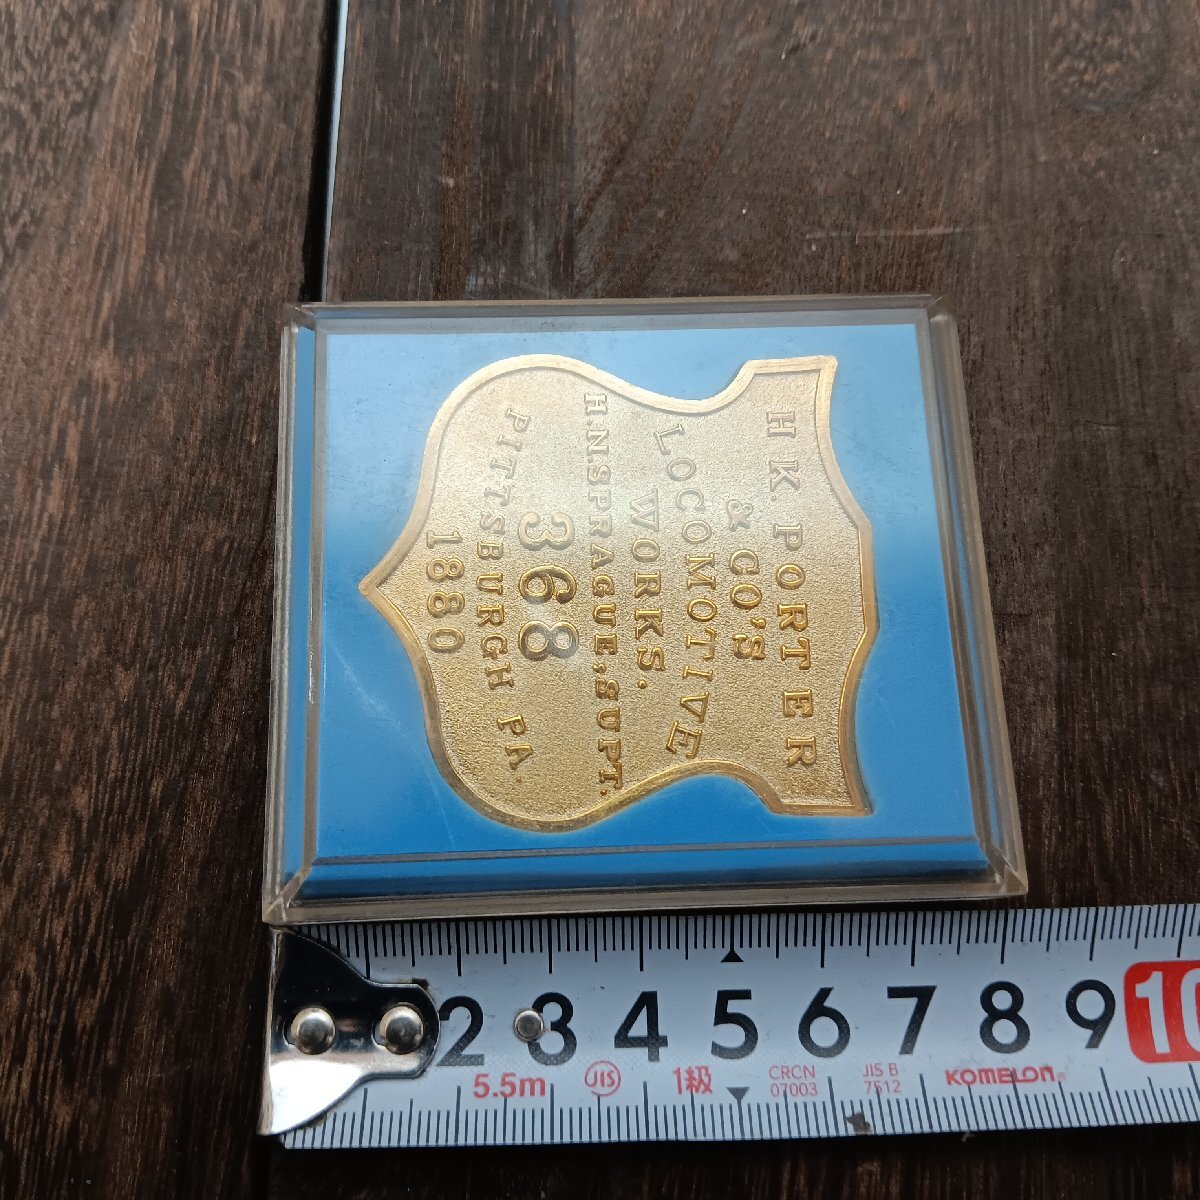 H.K. PORTER
& CO'S
LOCOMOTIVE
WORKS.
H.N.SPRAGUE,SUPT.
368
PITTSBURGH PA.
1880
2 3 4 5 6 7 8 9 10
5.5m JIS 1級 CRCN 07003 JIS B 7512 KOMELON